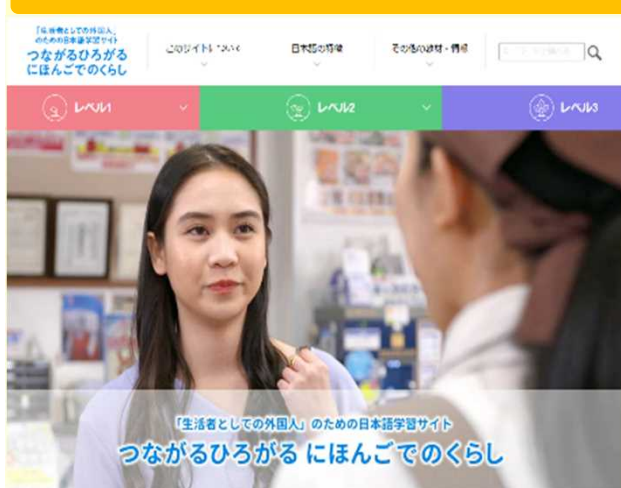 「生活者としての外国人」
のための日本語学習サイト
つながるひろがる
にほんごでのくらし
このサイトについて
日本語の特徴
その他の教材・情報
レベル1
レベル2
レベル3
「生活者としての外国人」のための日本語学習サイト
つながるひろがる にほんごでのくらし